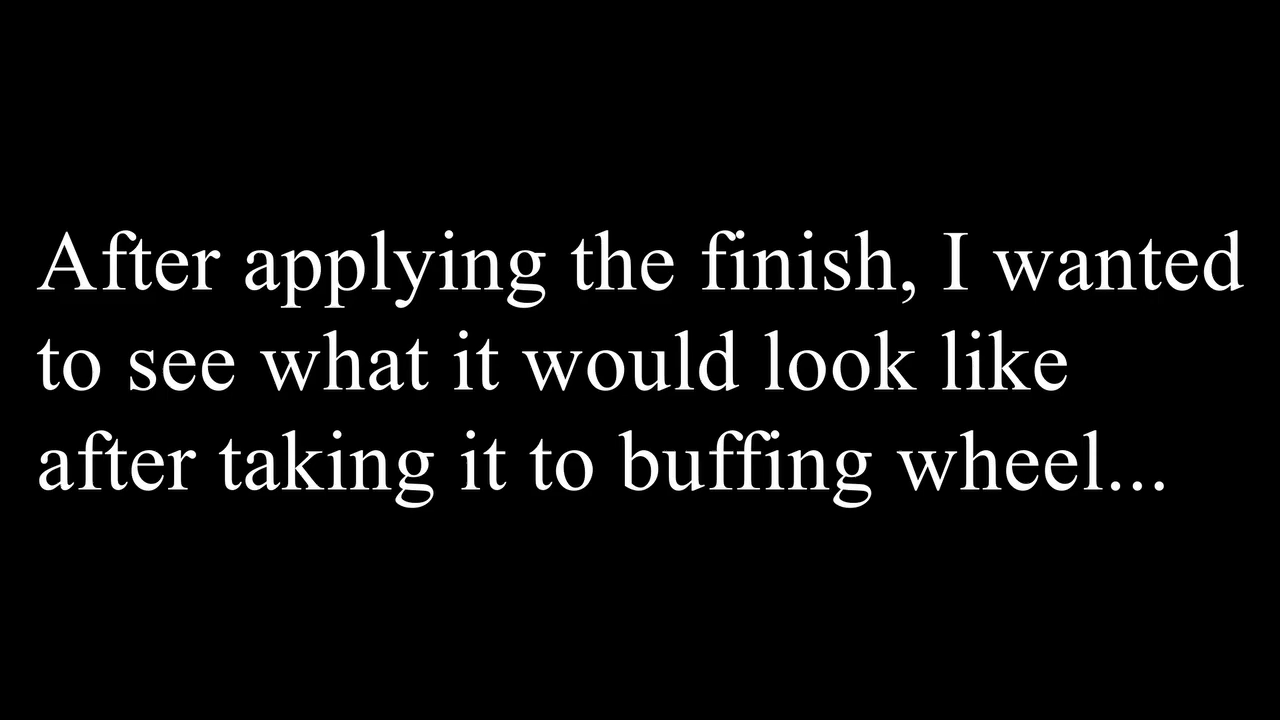 After applying the finish, I wanted
to see what it would look like
after taking it to buffing wheel...